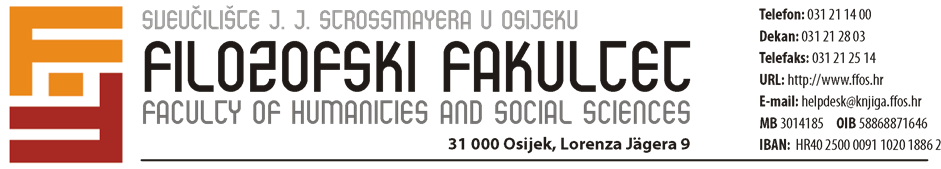 SVEUČILIŠTE J. J. STROSSMAYERA U OSIJEKU
FILOZOFSKI FAKULTET
FACULTY OF HUMANITIES AND SOCIAL SCIENCES
31 000 Osijek, Lorenza Jägera 9
Telefon: 031 21 14 00
Dekan: 031 21 28 03
Telefaks: 031 21 25 14
URL: http://www.ffos.hr
E-mail: helpdesk@knjiga.ffos.hr
MB 3014185 OIB 58868871646
IBAN: HR40 2500 0091 1020 1886 2